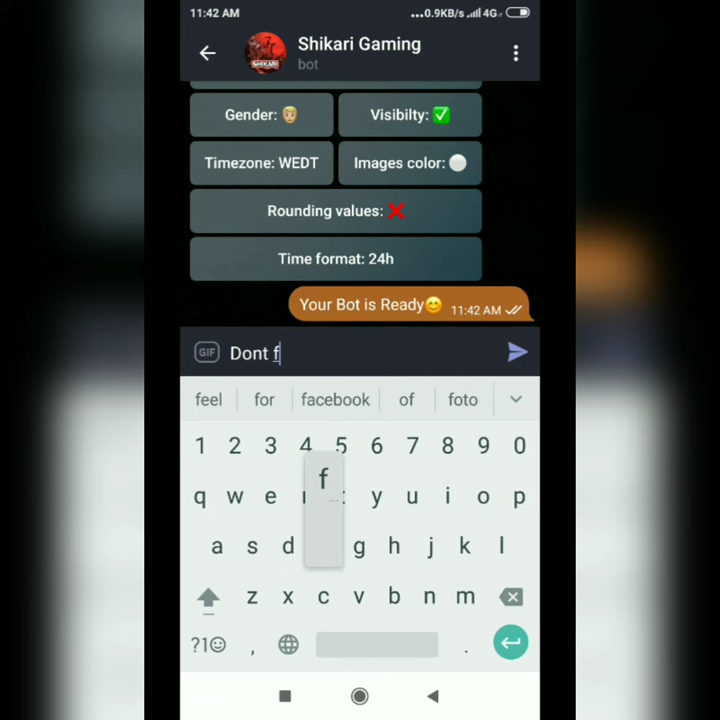 11:42 AM ...0.9KB/s 4G
Shikari Gaming
bot
SHIKARI
Gender: Visibilty:
Timezone: WEDT Images color:
Rounding values:
Time format: 24h
Your Bot is Ready😊 11:42 AM
GIF Dont f
feel for facebook of foto
1 2 3 4 5 6 7 8 9 0
f
q w e y u i o p
a s d g h j k l
z x c v b n m
?1☺ , .